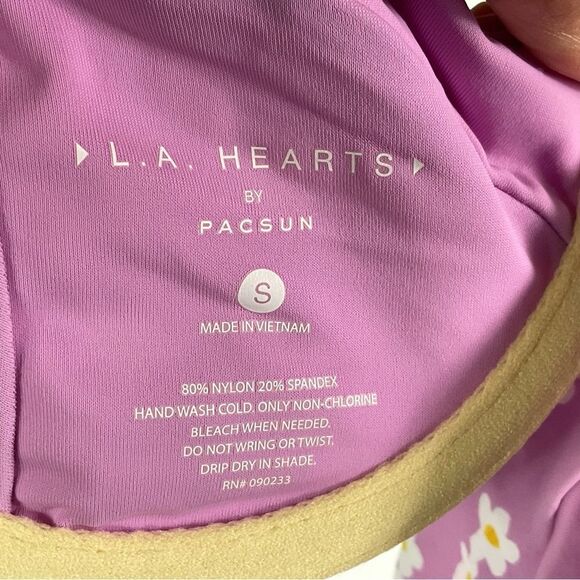 L.A. HEARTS
BY
PACSUN
S
MADE IN VIETNAM
80% NYLON 20% SPANDEX
HAND WASH COLD. ONLY NON-CHLORINE
BLEACH WHEN NEEDED.
DO NOT WRING OR TWIST.
DRIP DRY IN SHADE.
RN# 090233